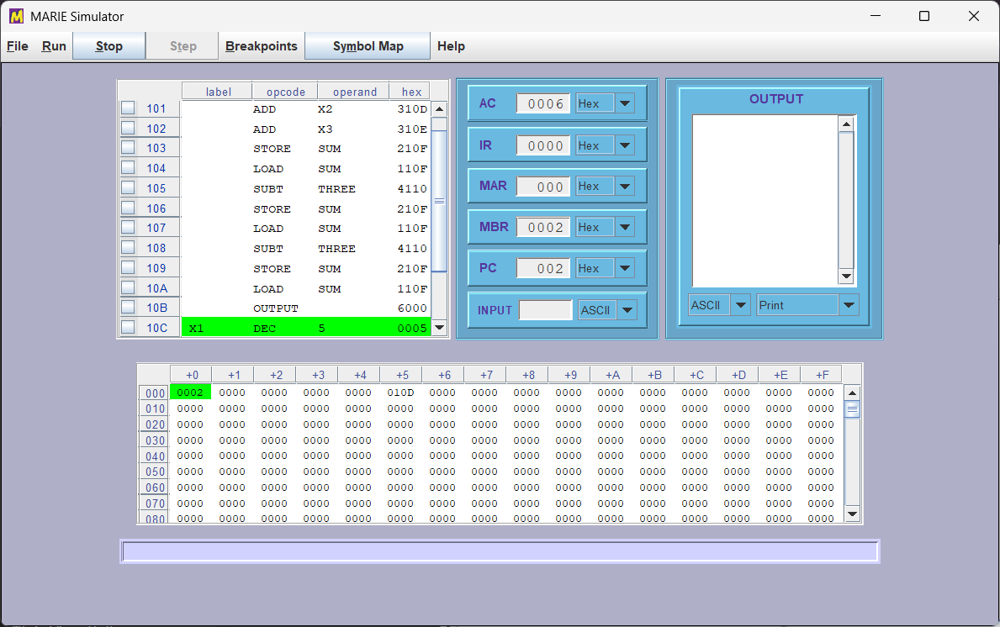 MARIE Simulator
File Run Stop Step Breakpoints Symbol Map Help
label opcode operand hex
101 ADD X2 310D
102 ADD X3 310E
103 STORE SUM 210F
104 LOAD SUM 110F
105 SUBT THREE 4110
106 STORE SUM 210F
107 LOAD SUM 110F
108 SUBT THREE 4110
109 STORE SUM 210F
10A LOAD SUM 110F
10B OUTPUT 6000
10C X1 DEC 5 0005
AC 0006 Hex
IR 0000 Hex
MAR 000 Hex
MBR 0002 Hex
PC 002 Hex
INPUT ASCII
OUTPUT
ASCII Print
+0 +1 +2 +3 +4 +5 +6 +7 +8 +9 +A +B +C +D +E +F
000 0002 0000 0000 0000 0000 010D 0000 0000 0000 0000 0000 0000 0000 0000 0000 0000
010 0000 0000 0000 0000 0000 0000 0000 0000 0000 0000 0000 0000 0000 0000 0000 0000
020 0000 0000 0000 0000 0000 0000 0000 0000 0000 0000 0000 0000 0000 0000 0000 0000
030 0000 0000 0000 0000 0000 0000 0000 0000 0000 0000 0000 0000 0000 0000 0000 0000
040 0000 0000 0000 0000 0000 0000 0000 0000 0000 0000 0000 0000 0000 0000 0000 0000
050 0000 0000 0000 0000 0000 0000 0000 0000 0000 0000 0000 0000 0000 0000 0000 0000
060 0000 0000 0000 0000 0000 0000 0000 0000 0000 0000 0000 0000 0000 0000 0000 0000
070 0000 0000 0000 0000 0000 0000 0000 0000 0000 0000 0000 0000 0000 0000 0000 0000
080 0000 0000 0000 0000 0000 0000 0000 0000 0000 0000 0000 0000 0000 0000 0000 0000